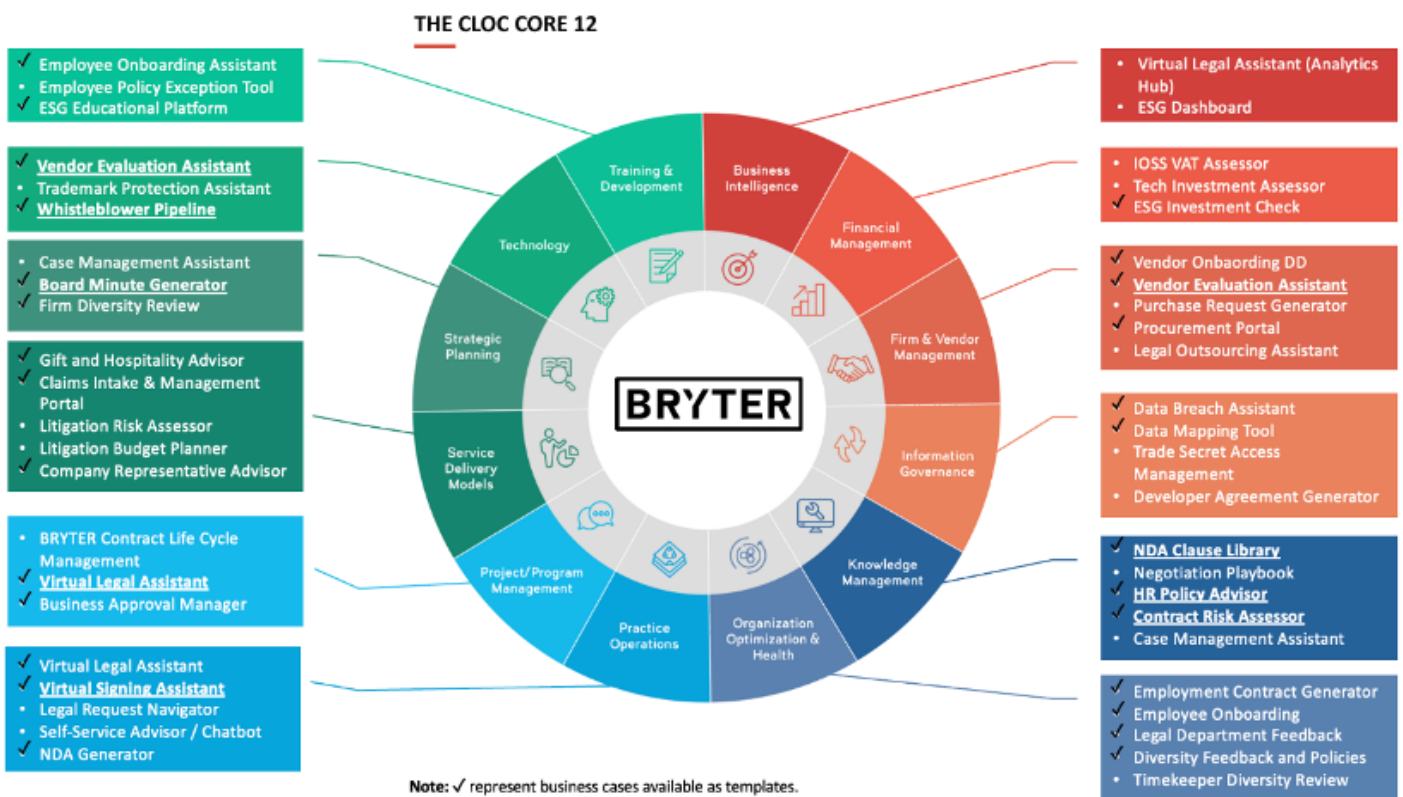 THE CLOC CORE 12
✓ Employee Onboarding Assistant
• Employee Policy Exception Tool
✓ ESG Educational Platform
✓ Vendor Evaluation Assistant
• Trademark Protection Assistant
✓ Whistleblower Pipeline
• Case Management Assistant
✓ Board Minute Generator
✓ Firm Diversity Review
✓ Gift and Hospitality Advisor
✓ Claims Intake & Management
Portal
• Litigation Risk Assessor
• Litigation Budget Planner
✓ Company Representative Advisor
• BRYTER Contract Life Cycle
Management
✓ Virtual Legal Assistant
✓ Business Approval Manager
✓ Virtual Legal Assistant
✓ Virtual Signing Assistant
• Legal Request Navigator
• Self-Service Advisor / Chatbot
✓ NDA Generator
Training &
Development
Business
Intelligence
Technology
Financial
Management
Strategic
Planning
Firm & Vendor
Management
BRYTER
Service
Delivery
Models
Information
Governance
Project/Program
Management
Knowledge
Management
Practice
Operations
Organization
Optimization &
Health
• Virtual Legal Assistant (Analytics
Hub)
• ESG Dashboard
• IOSS VAT Assessor
• Tech Investment Assessor
✓ ESG Investment Check
✓ Vendor Onbaording DD
✓ Vendor Evaluation Assistant
• Purchase Request Generator
✓ Procurement Portal
• Legal Outsourcing Assistant
✓ Data Breach Assistant
✓ Data Mapping Tool
• Trade Secret Access
Management
• Developer Agreement Generator
✓ NDA Clause Library
• Negotiation Playbook
✓ HR Policy Advisor
✓ Contract Risk Assessor
• Case Management Assistant
✓ Employment Contract Generator
✓ Employee Onboarding
✓ Legal Department Feedback
✓ Diversity Feedback and Policies
• Timekeeper Diversity Review
Note: ✓ represent business cases available as templates.